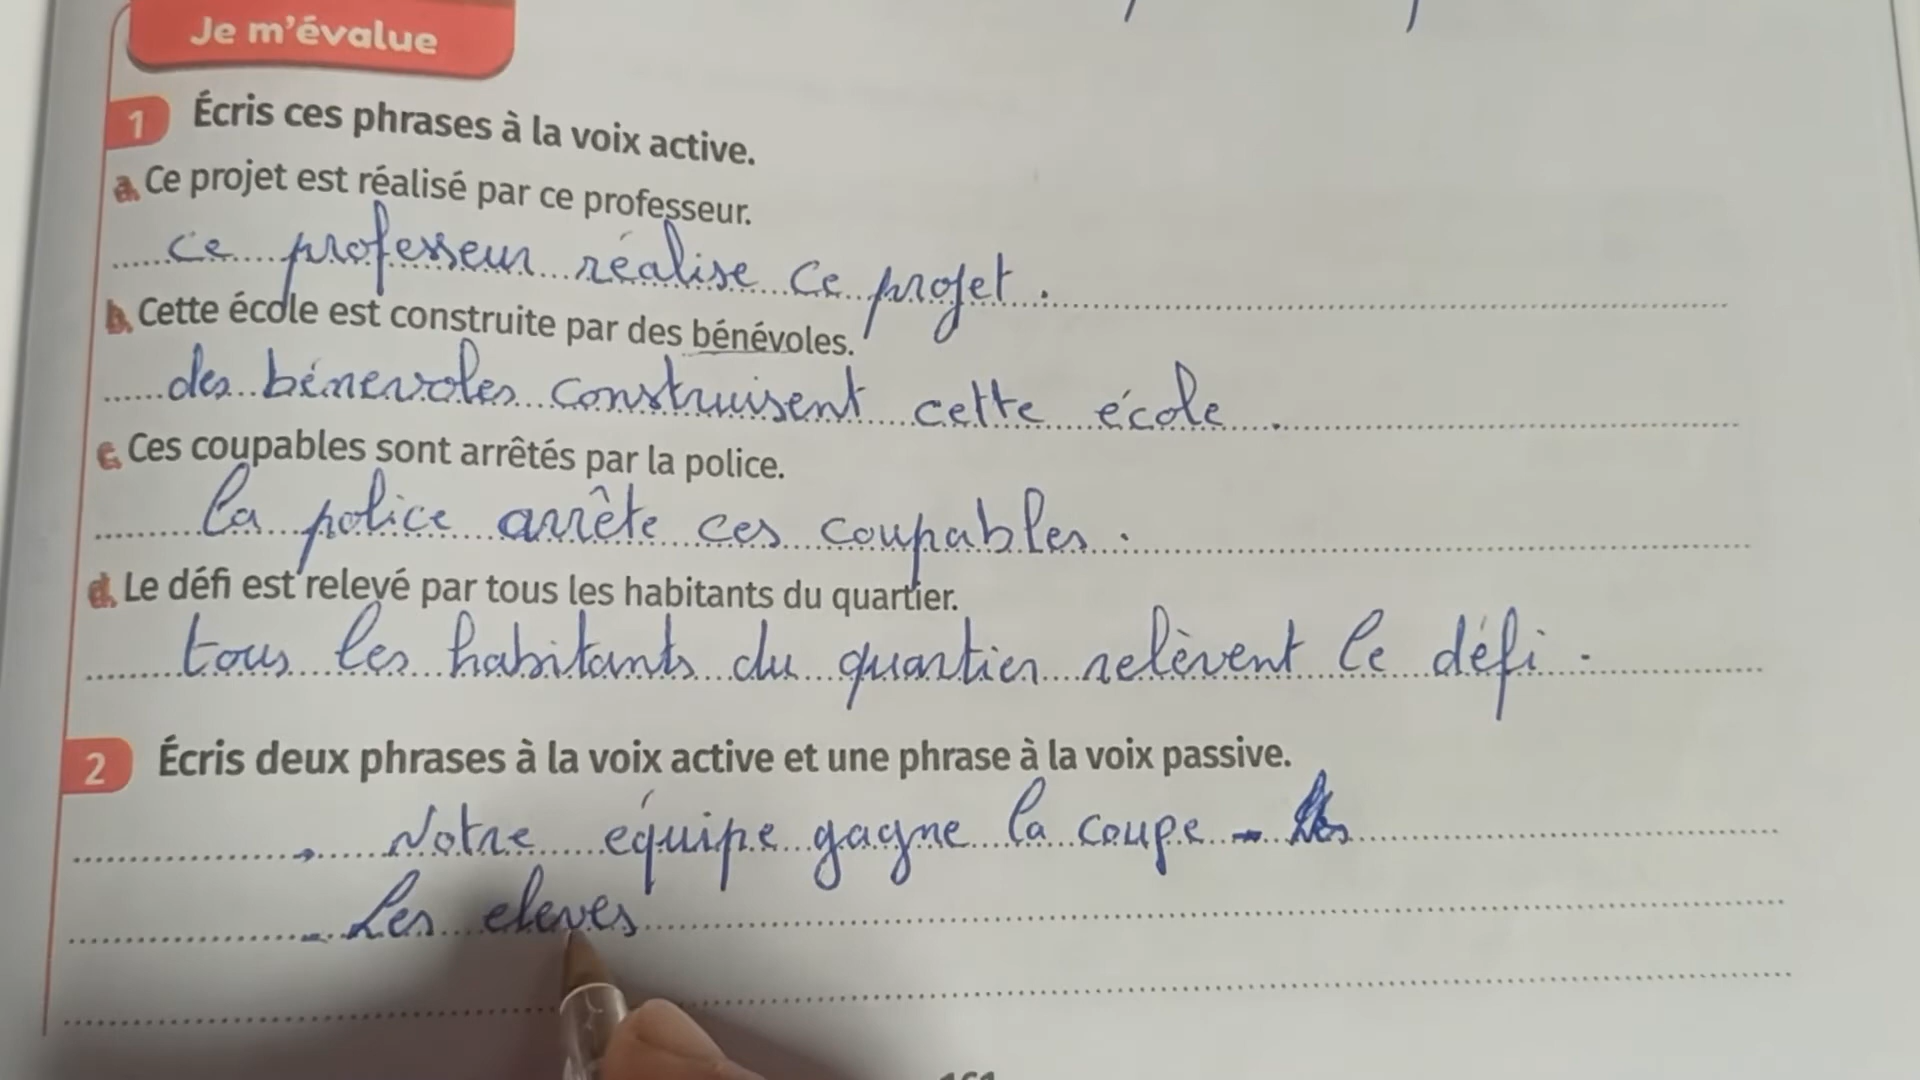 Je m'évalue
1 Écris ces phrases à la voix active.
a. Ce projet est réalisé par ce professeur.
ce professeur réalise ce projet.
b. Cette école est construite par des bénévoles.
des bénevoles construisent cette école.
c. Ces coupables sont arrêtés par la police.
la police arrête ces coupables.
d. Le défi est relevé par tous les habitants du quartier.
tous les habitants du quartier relèvent le défi.
2 Écris deux phrases à la voix active et une phrase à la voix passive.
→ Notre équipe gagne la coupe -
- Les eleves